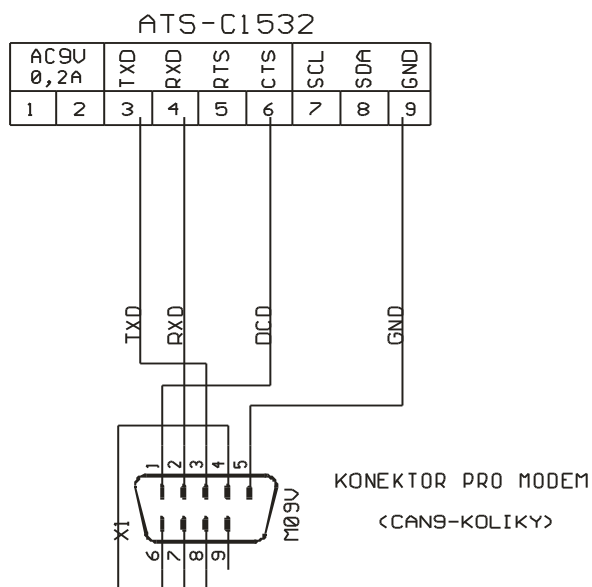 ATS-C1532
AC9V TXD RXD RTS CTS SCL SDA GND
0,2A
1 2 3 4 5 6 7 8 9
TXD RXD DCD GND
1 2 3 4 5
KONEKTOR PRO MODEM
X1 M09V
(CAN9-KOLIKY)
6 7 8 9